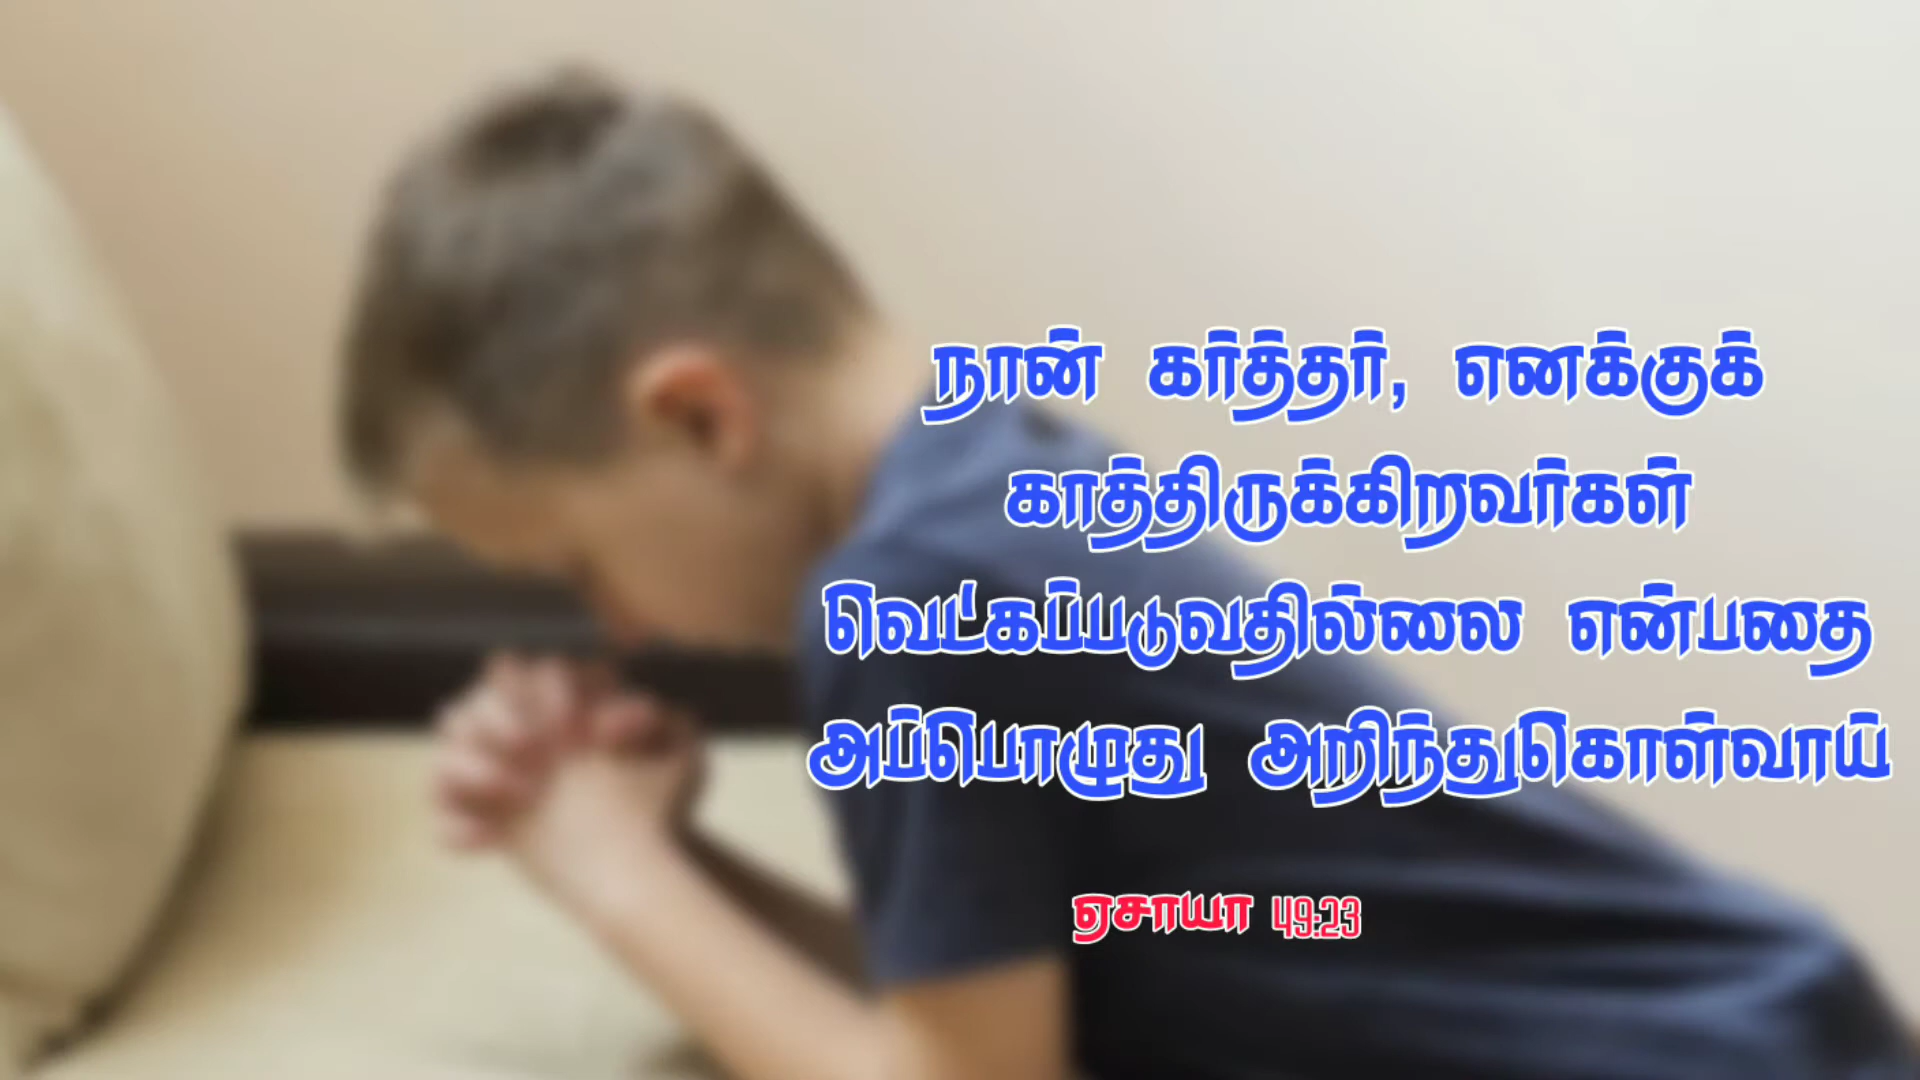 நான் கர்த்தர், எனக்குக்
காத்திருக்கிறவர்கள்
வெட்கப்படுவதில்லை என்பதை
அப்பொழுது அறிந்துகொள்வாய்
ஏசாயா 49:23